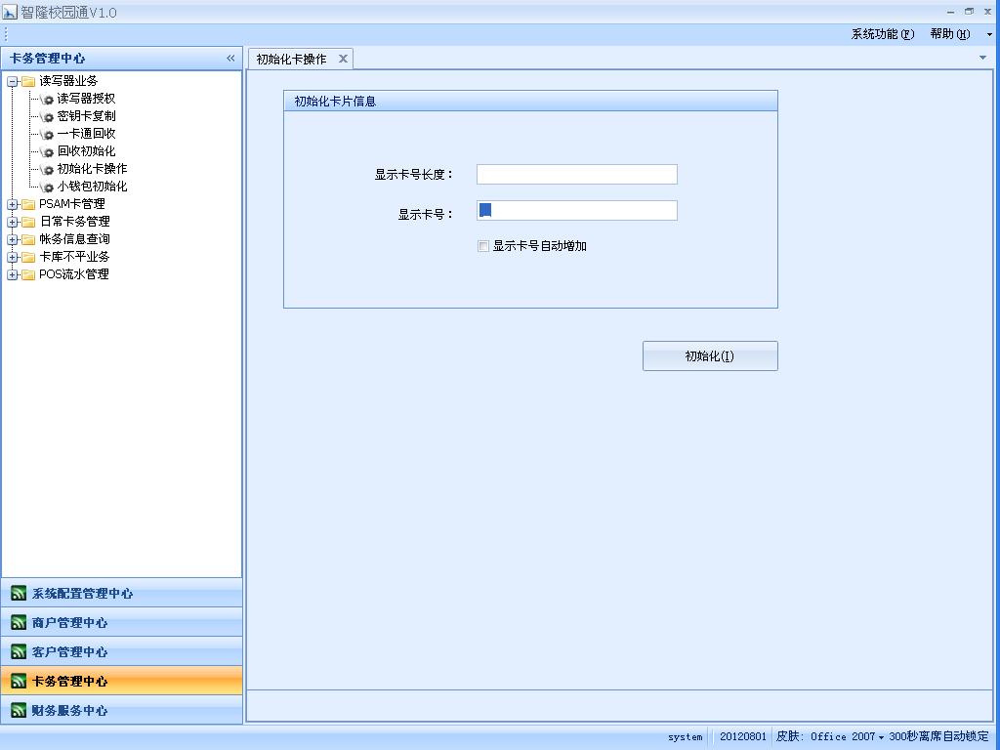 智隆校园通V1.0
系统功能(F) 帮助(H)
卡务管理中心
读写器业务
读写器授权
密钥卡复制
一卡通回收
回收初始化
初始化卡操作
小钱包初始化
PSAM卡管理
日常卡务管理
帐务信息查询
卡库不平业务
POS流水管理
系统配置管理中心
商户管理中心
客户管理中心
卡务管理中心
财务服务中心
初始化卡操作
初始化卡片信息
显示卡号长度：
显示卡号：
显示卡号自动增加
初始化(I)
system 20120801 皮肤: Office 2007 300秒离席自动锁定